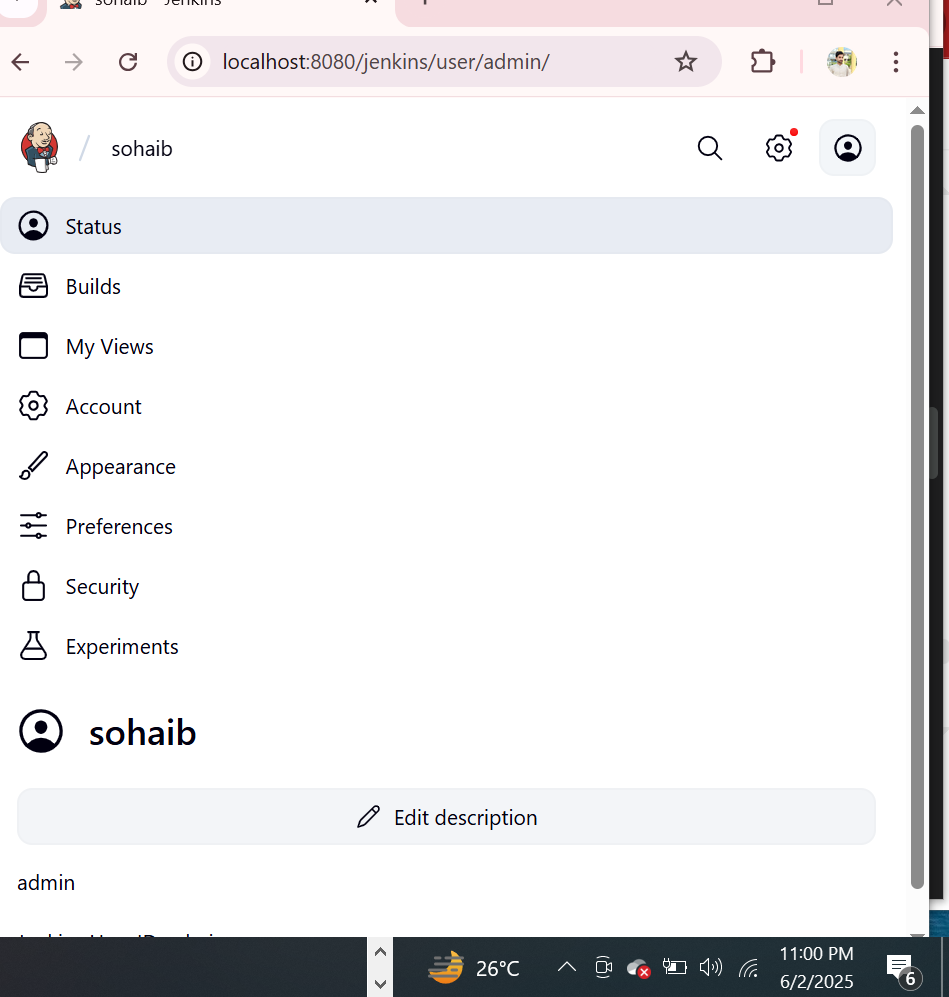 sohaib - Jenkins
localhost:8080/jenkins/user/admin/
/ sohaib
Status
Builds
My Views
Account
Appearance
Preferences
Security
Experiments
sohaib
Edit description
admin
26°C
11:00 PM
6/2/2025
6